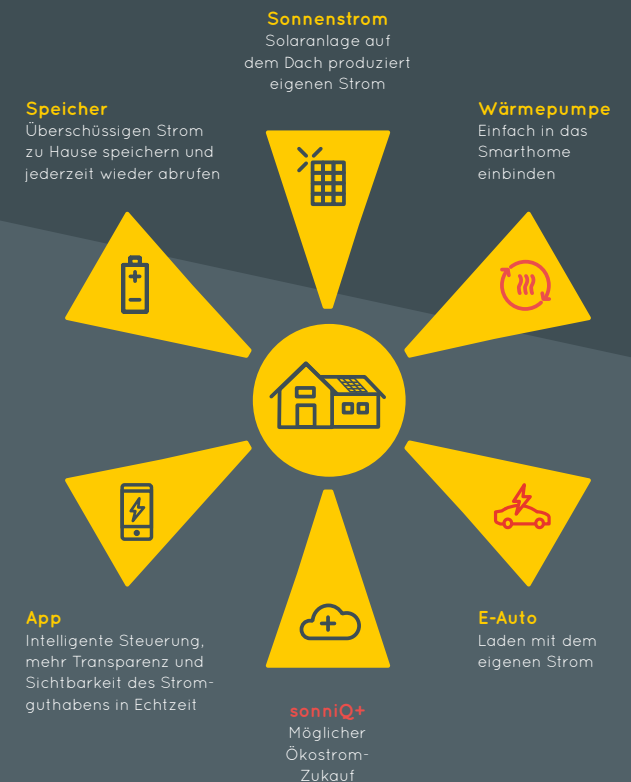 Sonnenstrom
Solaranlage auf
dem Dach produziert
eigenen Strom
Speicher
Überschüssigen Strom
zu Hause speichern und
jederzeit wieder abrufen
Wärmepumpe
Einfach in das
Smarthome
einbinden
App
Intelligente Steuerung,
mehr Transparenz und
Sichtbarkeit des Strom-
guthabens in Echtzeit
E-Auto
Laden mit dem
eigenen Strom
sonniQ+
Möglicher
Ökostrom-
Zukauf